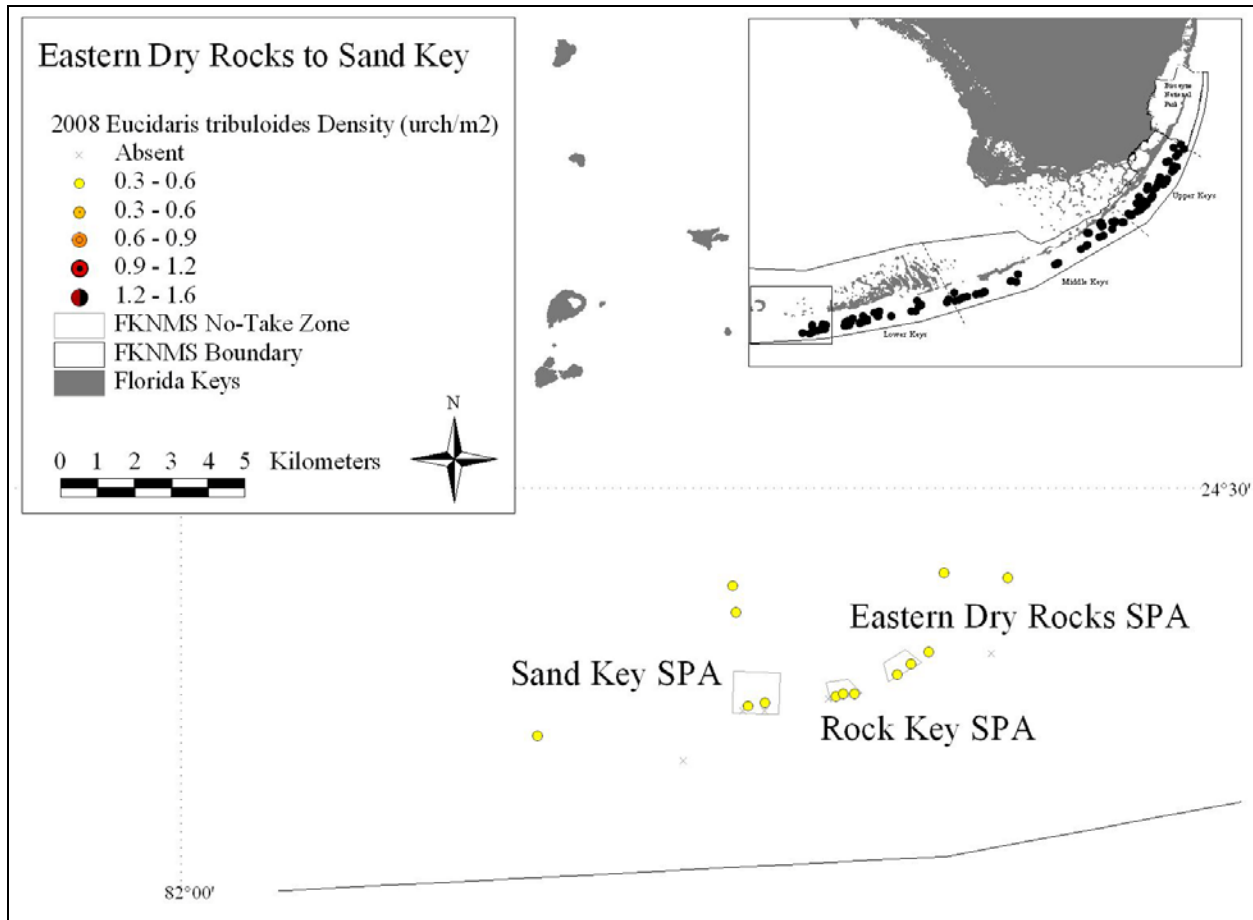 Eastern Dry Rocks to Sand Key
2008 Eucidaris tribuloides Density (urch/m2)
Absent
0.3 - 0.6
0.3 - 0.6
0.6 - 0.9
0.9 - 1.2
1.2 - 1.6
FKNMS No-Take Zone
FKNMS Boundary
Florida Keys
N
0 1 2 3 4 5 Kilometers
Biscayne
National
Park
Upper Keys
Middle Keys
Lower Keys
24°30'
Eastern Dry Rocks SPA
Sand Key SPA
Rock Key SPA
82°00'